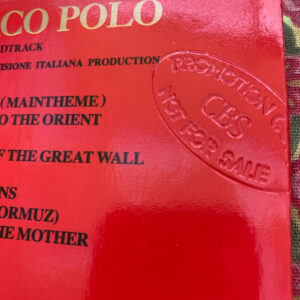 CO POLO
DTRACK
VISIONE ITALIANA PRODUCTION
(MAINTHEME)
O THE ORIENT
F THE GREAT WALL
NS
ORMUZ)
HE MOTHER
PROMOTION C
CBS
NOT FOR SALE